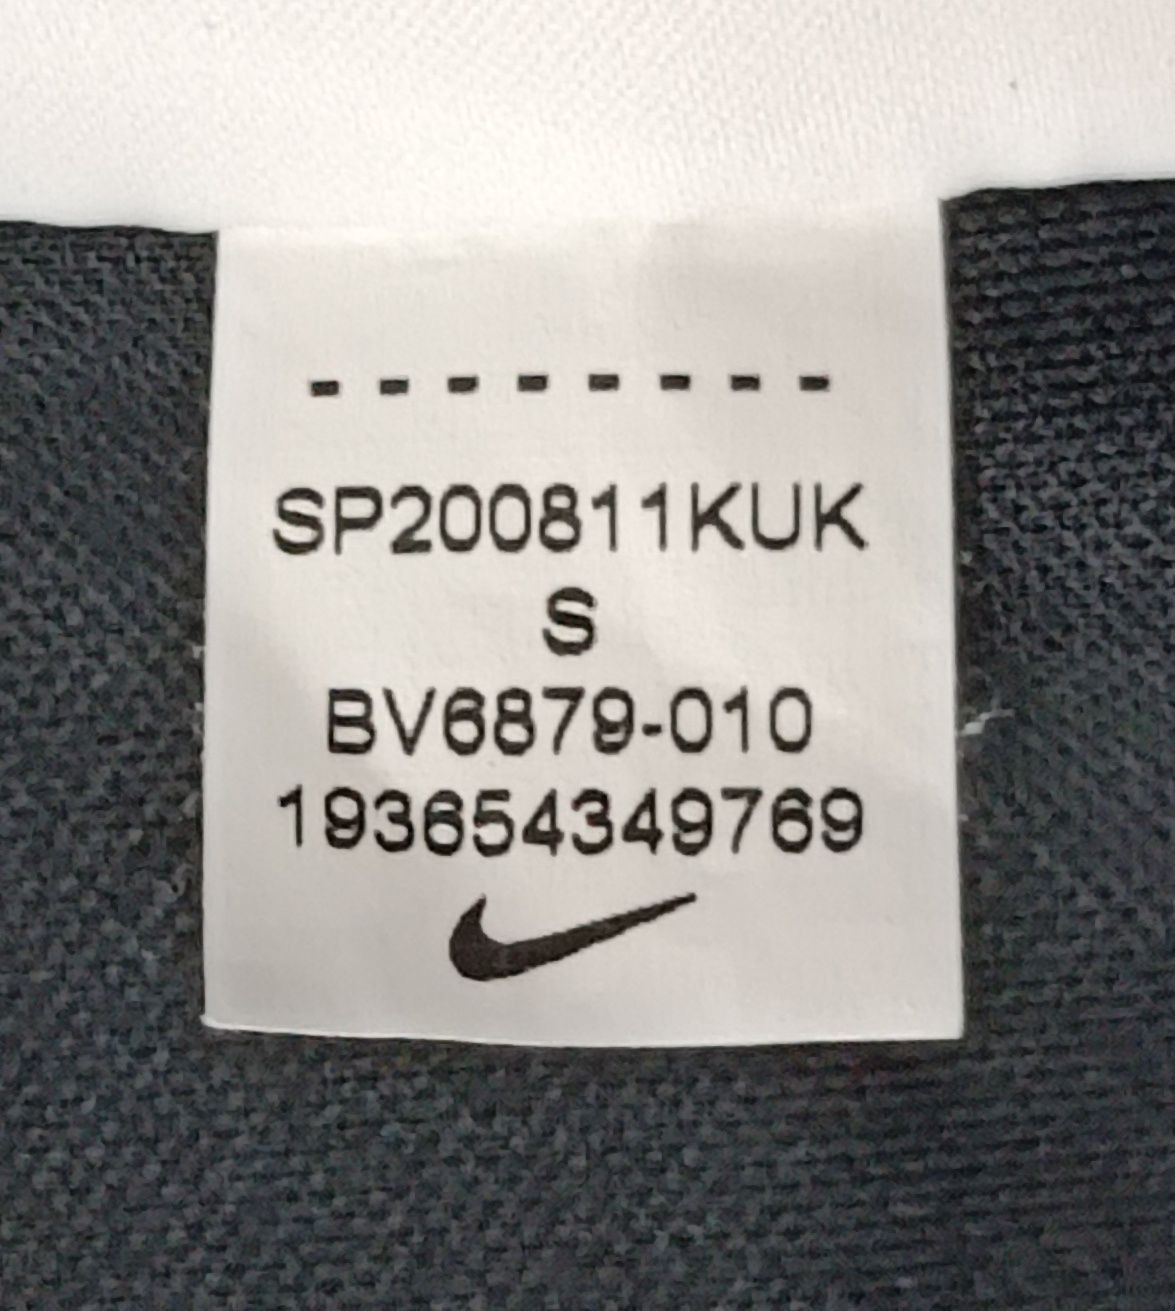 --------
SP200811KUK
S
BV6879-010
193654349769